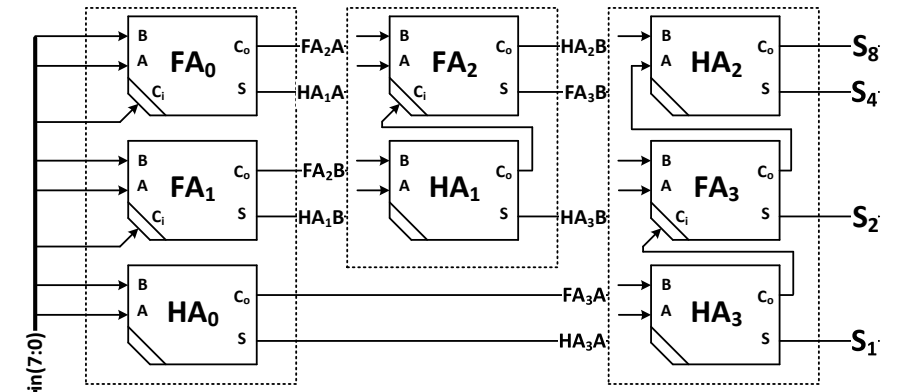 B
A
Ci
FA0
Co
S
FA2A
HA1A
B
A
Ci
FA2
Co
S
HA2B
FA3B
B
A
HA2
Co
S
S8
S4
B
A
Ci
FA1
Co
S
FA2B
HA1B
B
A
HA1
Co
S
HA3B
B
A
Ci
FA3
Co
S
S2
B
A
HA0
Co
S
FA3A
HA3A
B
A
HA3
Co
S
S1
in(7:0)